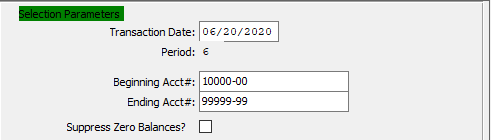 Selection Parameters
Transaction Date: 06/20/2020
Period: 6
Beginning Acct#: 10000-00
Ending Acct#: 99999-99
Suppress Zero Balances?